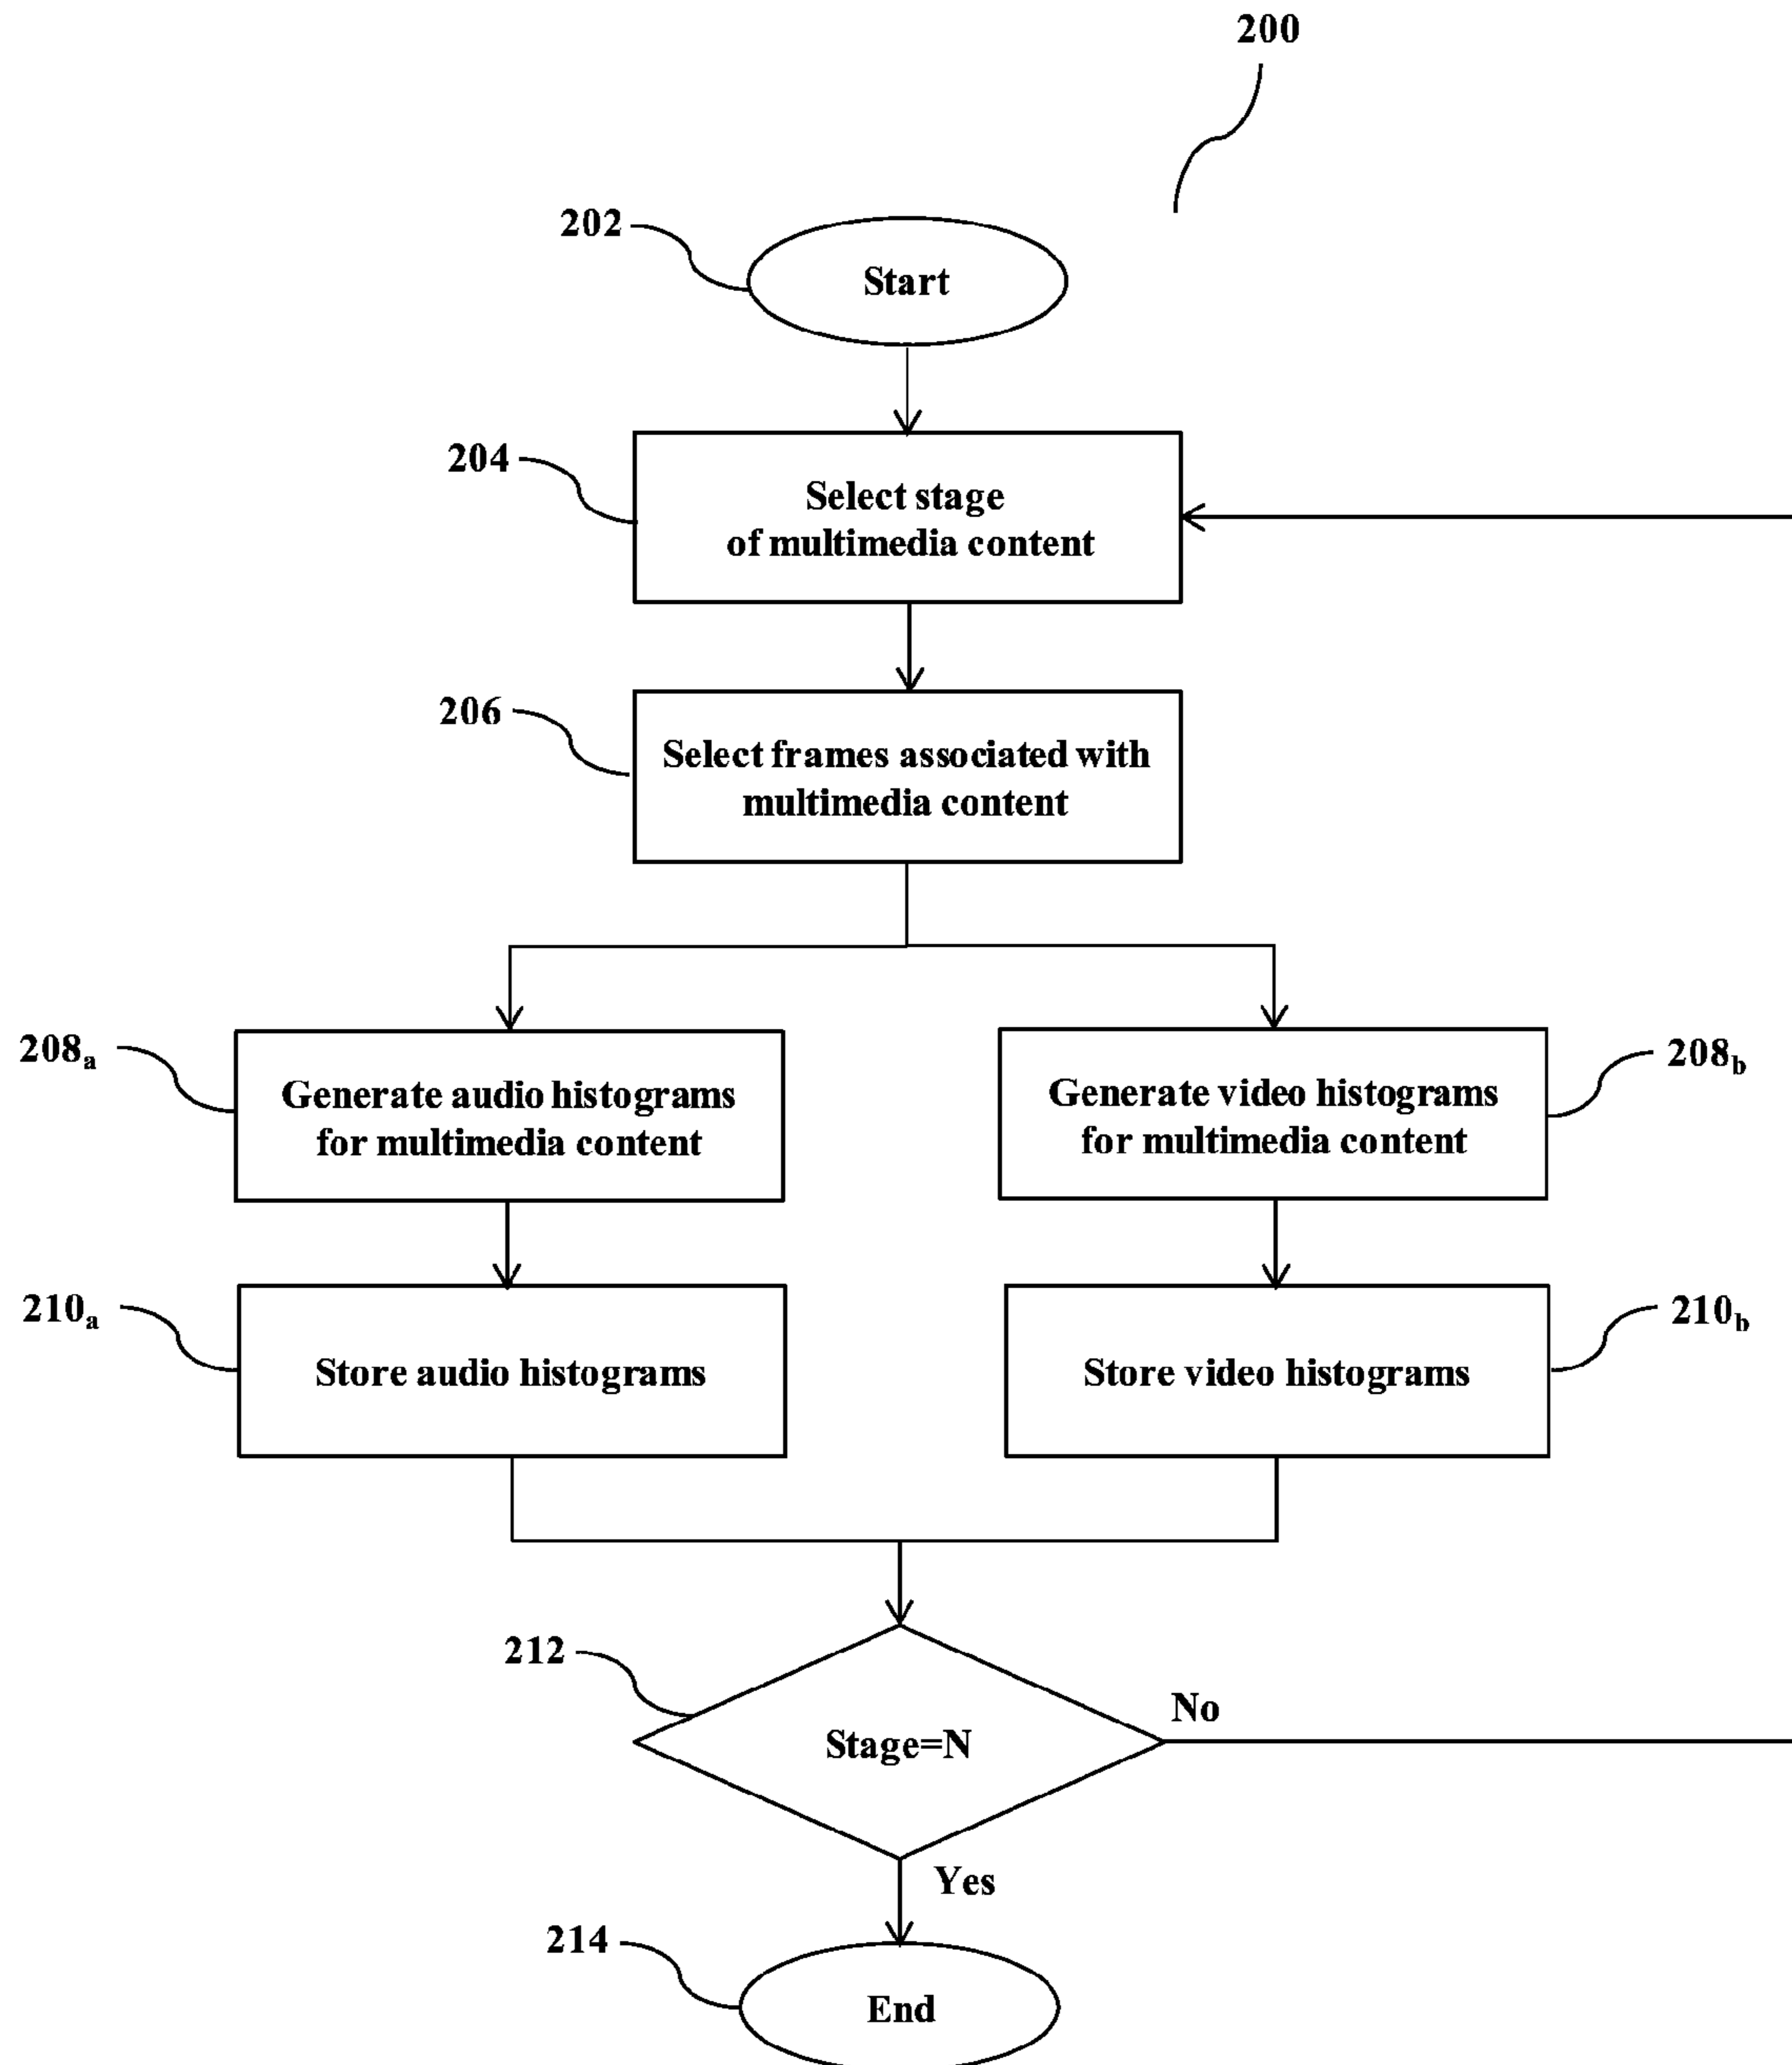 200
202
Start
204
Select stage
of multimedia content
206
Select frames associated with
multimedia content
208a
Generate audio histograms
for multimedia content
Generate video histograms
for multimedia content
208b
210a
Store audio histograms
Store video histograms
210b
212
Stage=N
No
Yes
214
End